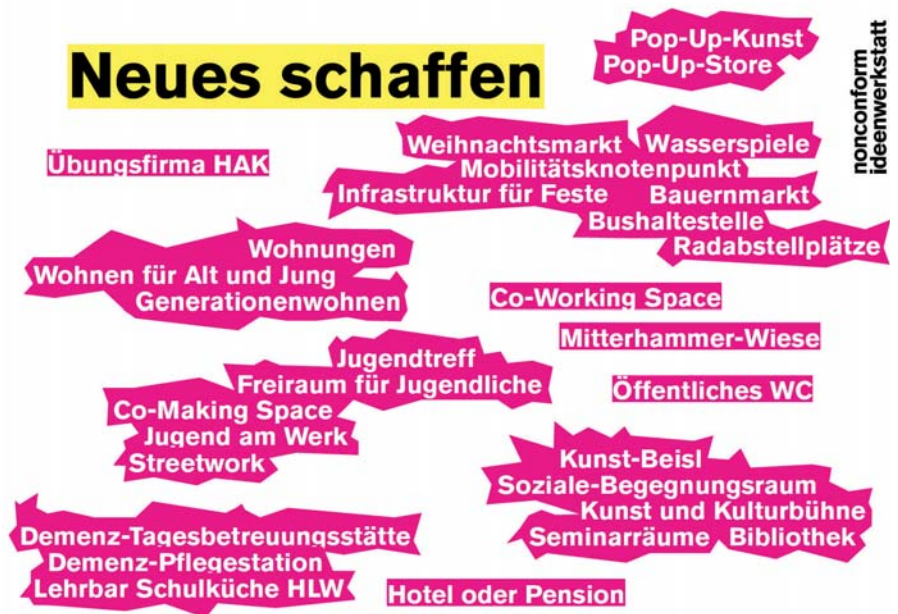 Neues schaffen
Pop-Up-Kunst
Pop-Up-Store
nonconform
ideenwerkstatt
Übungsfirma HAK
Weihnachtsmarkt Wasserspiele
Mobilitätsknotenpunkt
Infrastruktur für Feste Bauernmarkt
Bushaltestelle
Radabstellplätze
Wohnungen
Wohnen für Alt und Jung
Generationenwohnen
Co-Working Space
Mitterhammer-Wiese
Öffentliches WC
Jugendtreff
Freiraum für Jugendliche
Co-Making Space
Jugend am Werk
Streetwork
Kunst-Beisl
Soziale-Begegnungsraum
Kunst und Kulturbühne
Seminarräume Bibliothek
Demenz-Tagesbetreuungsstätte
Demenz-Pflegestation
Lehrbar Schulküche HLW
Hotel oder Pension